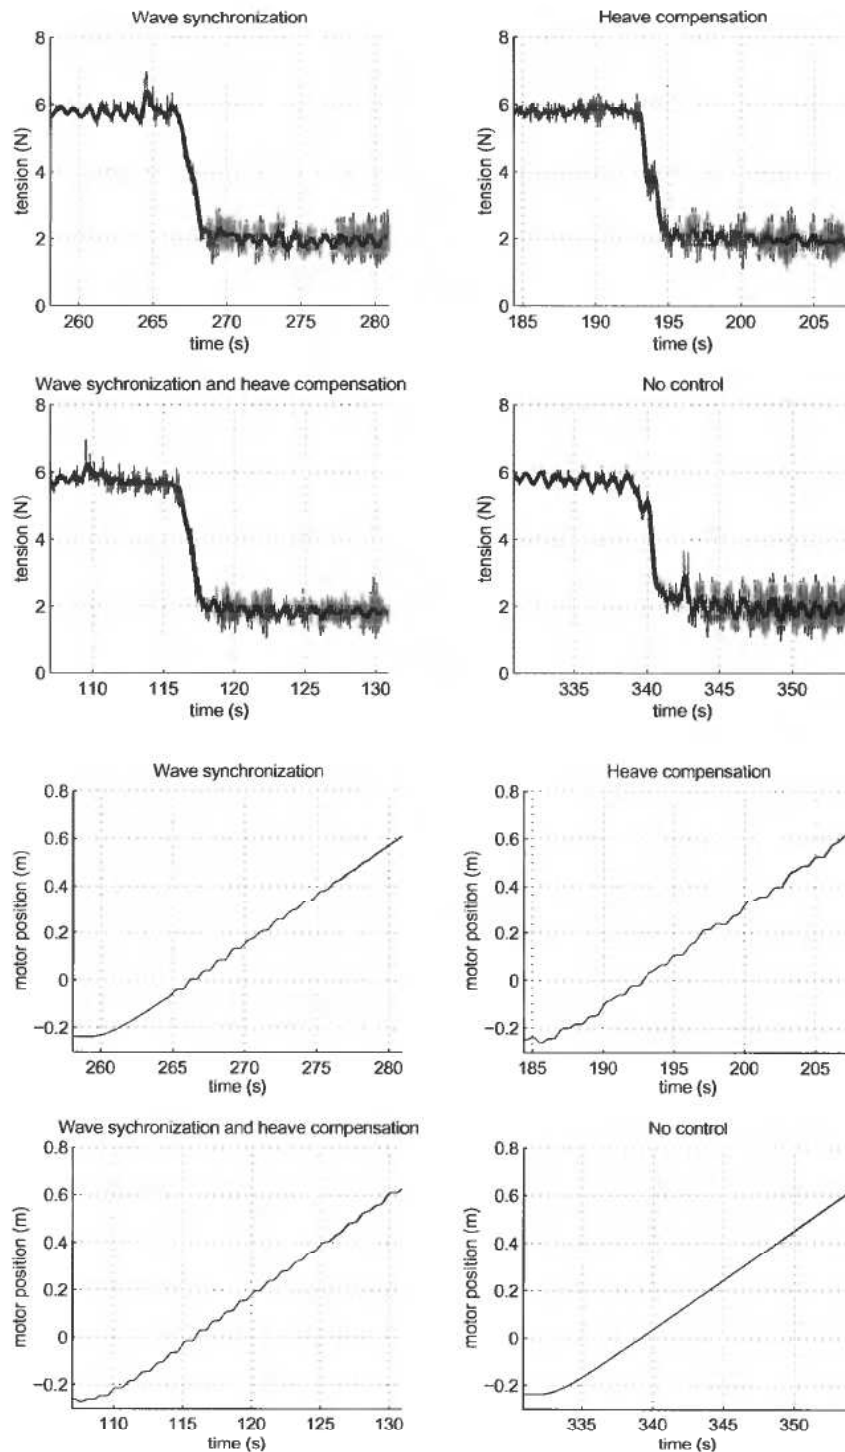 Wave synchronization
8
6
4
2
0
tension (N)
260 265 270 275 280
time (s)
Heave compensation
8
6
4
2
0
tension (N)
185 190 195 200 205
time (s)
Wave sychronization and heave compensation
8
6
4
2
0
tension (N)
110 115 120 125 130
time (s)
No control
8
6
4
2
0
tension (N)
335 340 345 350
time (s)
Wave synchronization
0.8
0.6
0.4
0.2
0
−0.2
motor position (m)
260 265 270 275 280
time (s)
Heave compensation
0.8
0.6
0.4
0.2
0
−0.2
motor position (m)
185 190 195 200 205
time (s)
Wave sychronization and heave compensation
0.8
0.6
0.4
0.2
0
−0.2
motor position (m)
110 115 120 125 130
time (s)
No control
0.8
0.6
0.4
0.2
0
−0.2
motor position (m)
335 340 345 350
time (s)